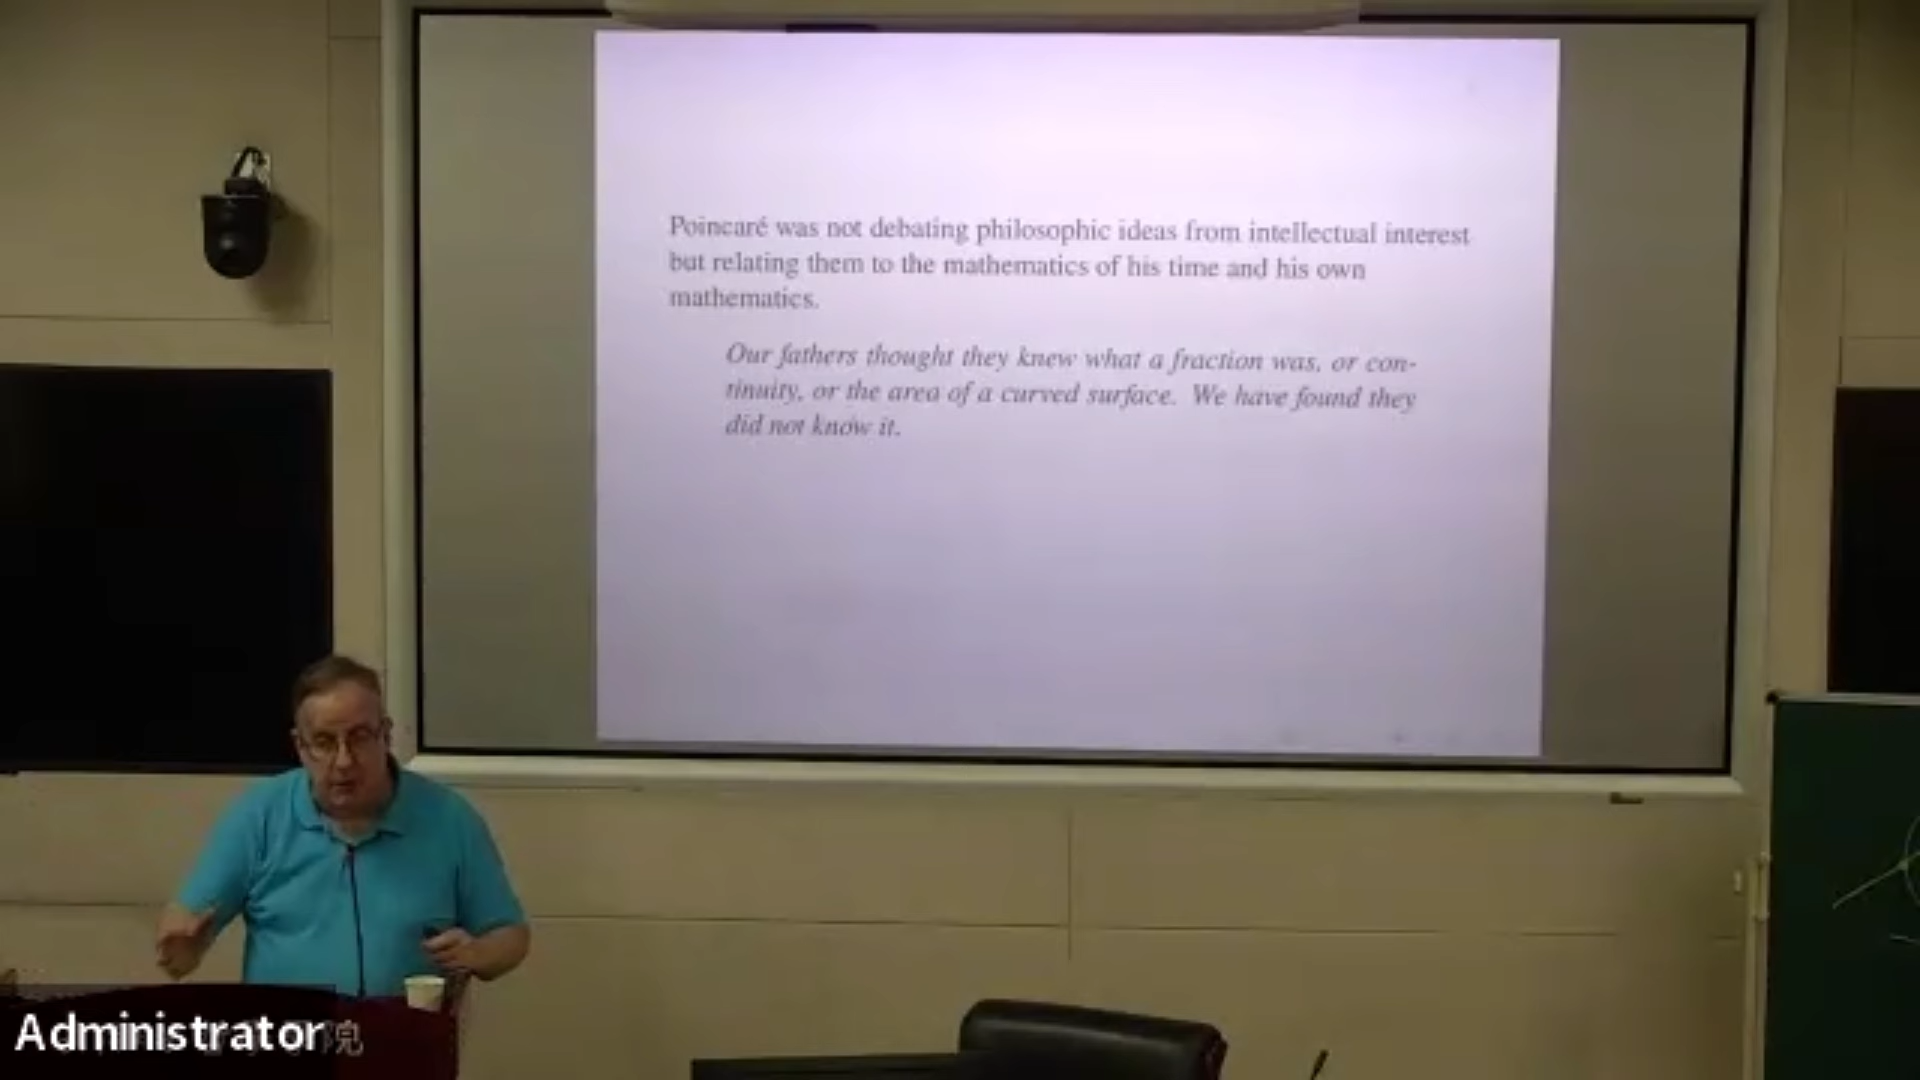 Poincaré was not debating philosophic ideas from intellectual interest
but relating them to the mathematics of his time and his own
mathematics.
Our fathers thought they knew what a fraction was, or con-
tinuity, or the area of a curved surface. We have found they
did not know it.
Administrator